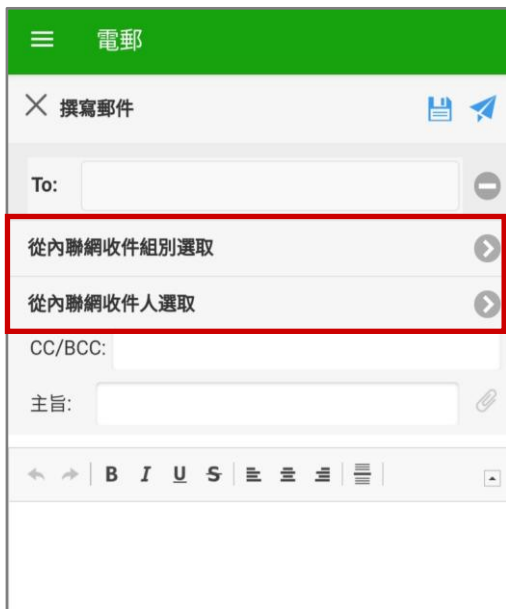 電郵
撰寫郵件
To:
從內聯網收件組別選取
從內聯網收件人選取
CC/BCC:
主旨:
B I U S